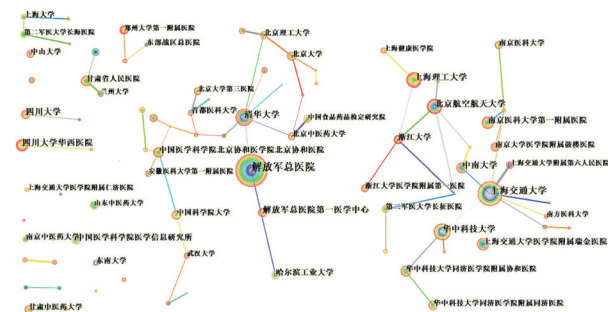 上海大学
第二军医大学长海医院
中山大学
甘肃省人民医院
兰州大学
四川大学
四川大学华西医院
上海交通大学医学院附属仁济医院
山东中医药大学
南京中医药大学
中国医学科学院医学信息研究所
东南大学
甘肃中医药大学
郑州大学第一附属医院
东部战区总医院
北京理工大学
北京大学
北京大学第三医院
首都医科大学
清华大学
中国食品药品检定研究院
北京中医药大学
中国医学科学院北京协和医学院北京协和医院
安徽医科大学第一附属医院
解放军总医院
中国科学院大学
解放军总医院第一医学中心
武汉大学
哈尔滨工业大学
上海健康医学院
上海理工大学
南京医科大学
北京航空航天大学
南京医科大学第一附属医院
浙江大学
南京大学医学院附属鼓楼医院
中南大学
上海交通大学附属第六人民医院
浙江大学医学院附属第一医院
上海交通大学
第二军医大学长征医院
南方医科大学
华中科技大学
上海交通大学医学院附属瑞金医院
华中科技大学同济医学院附属协和医院
华中科技大学同济医学院附属同济医院